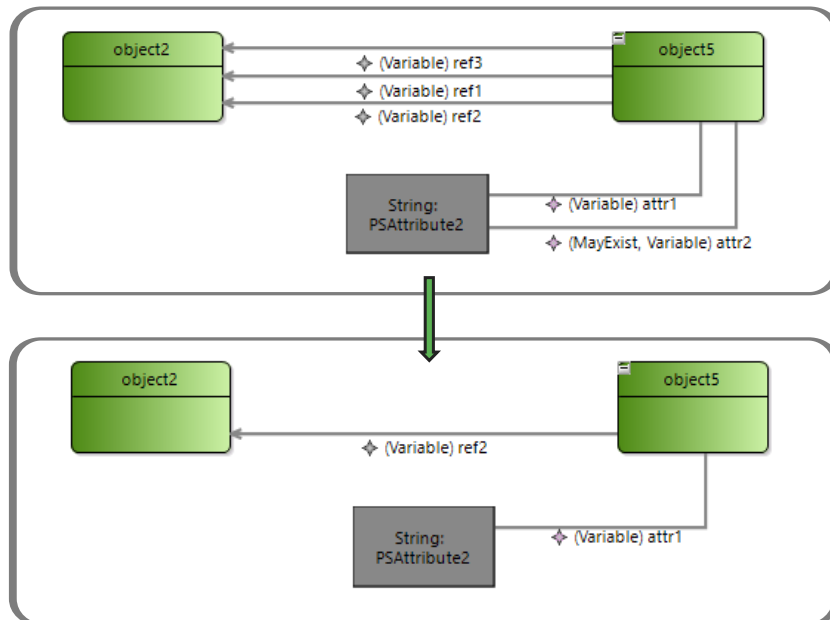 object2
object5
(Variable) ref3
(Variable) ref1
(Variable) ref2
String:
PSAttribute2
(Variable) attr1
(MayExist, Variable) attr2
object2
object5
(Variable) ref2
String:
PSAttribute2
(Variable) attr1